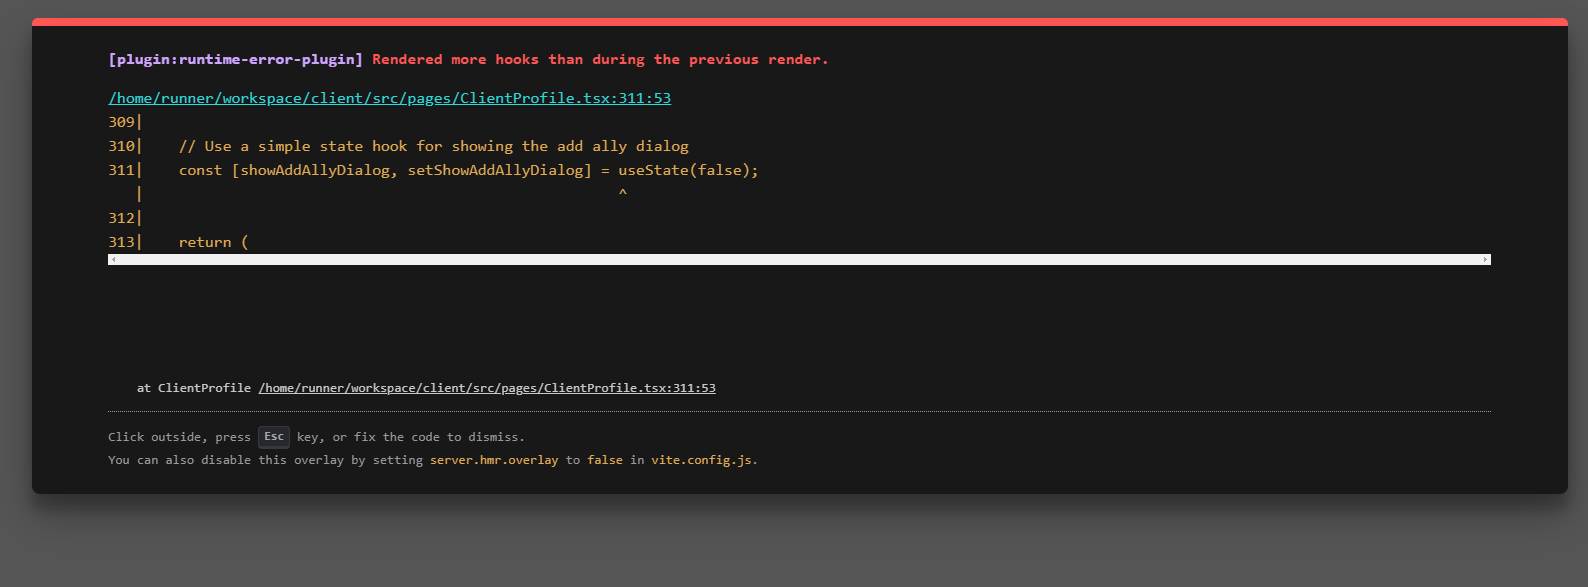 [plugin:runtime-error-plugin] Rendered more hooks than during the previous render.
/home/runner/workspace/client/src/pages/ClientProfile.tsx:311:53
309|
310|    // Use a simple state hook for showing the add ally dialog
311|    const [showAddAllyDialog, setShowAddAllyDialog] = useState(false);
   |                                                      ^
312|
313|    return (
at ClientProfile /home/runner/workspace/client/src/pages/ClientProfile.tsx:311:53
Click outside, press Esc key, or fix the code to dismiss.
You can also disable this overlay by setting server.hmr.overlay to false in vite.config.js.